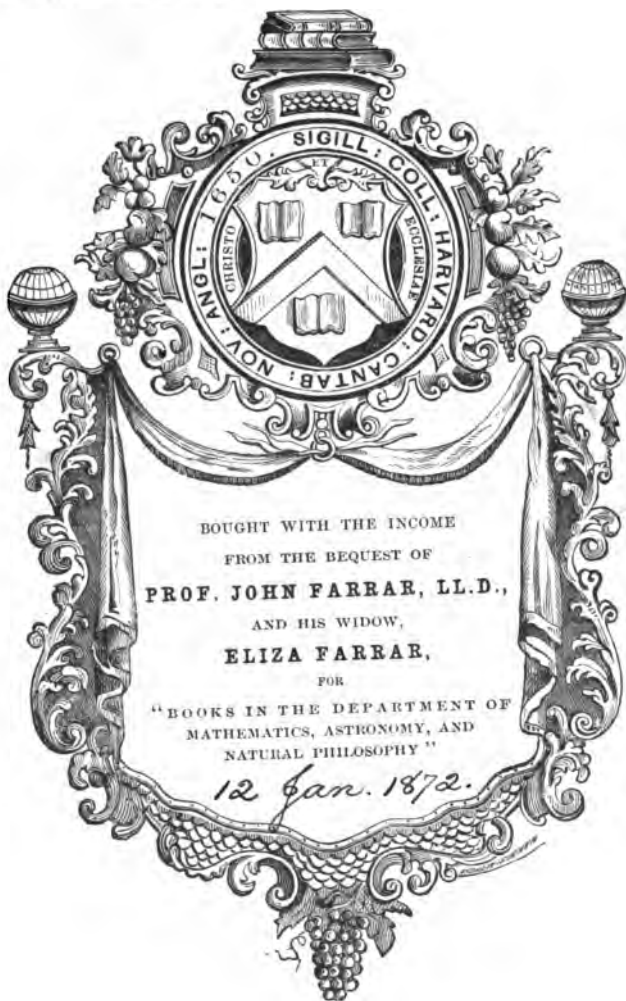 SIGILL: COLL: HARVARD: CANTAB: NOV: ANGL: 1650.
ET
CHRISTO
ECCLESIAE
BOUGHT WITH THE INCOME
FROM THE BEQUEST OF
PROF. JOHN FARRAR, LL.D.,
AND HIS WIDOW,
ELIZA FARRAR,
FOR
"BOOKS IN THE DEPARTMENT OF
MATHEMATICS, ASTRONOMY, AND
NATURAL PHILOSOPHY"
12 Jan. 1872.